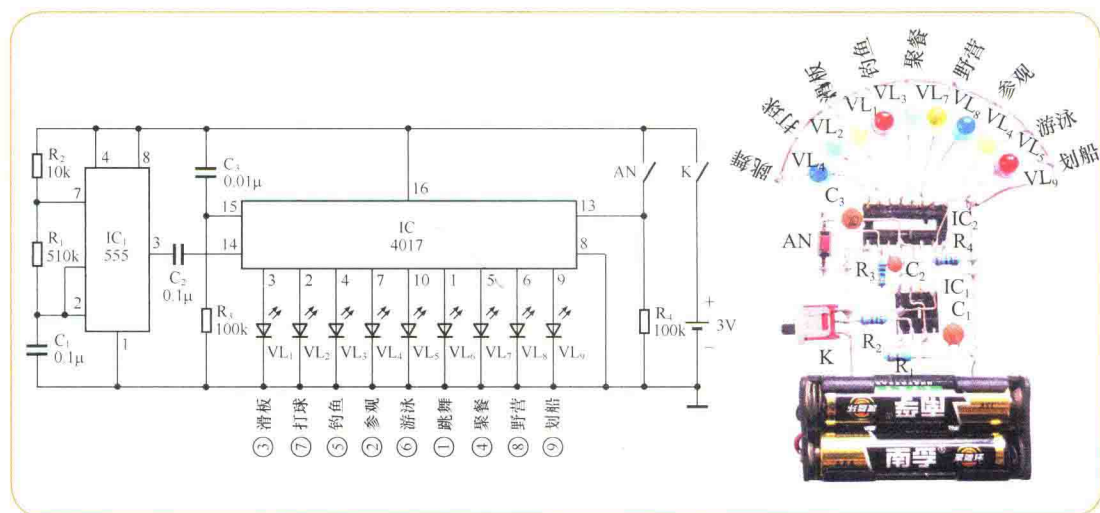 R₂
10k
R₁
510k
C₁
0.1μ
4
8
7
IC₁
555
3
2
1
C₂
0.1μ
C₃
0.01μ
R₃
100k
15
14
16
13
8
IC
4017
3
2
4
7
10
1
5
6
9
VL₁
VL₂
VL₃
VL₄
VL₅
VL₆
VL₇
VL₈
VL₉
AN
K
R₄
100k
+
3V
−
滑板
打球
钓鱼
参观
游泳
跳舞
聚餐
野营
划船
③
⑦
⑤
②
⑥
①
④
⑧
⑨
跳舞
打球
滑板
钓鱼
聚餐
野营
参观
游泳
划船
VL₄
VL₂
VL₁
VL₃
VL₇
VL₈
VL₄
VL₅
VL₉
C₃
IC₂
AN
R₄
R₃
C₂
IC₁
C₁
R₂
K
R₁
南孚
南孚